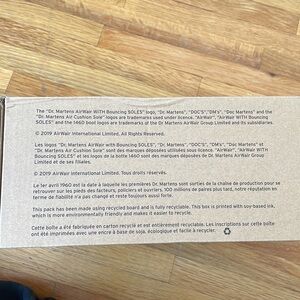 The "Dr. Martens AirWair WITH Bouncing SOLES" logo, "Dr. Martens", "DOC'S", "DM's", "Doc Martens" and the
"Dr. Martens Air Cushion Sole" logos are trademarks used under licence. "AirWair", "AirWair WITH Bouncing
SOLES" and the 1460 boot logos are trademarks of the Dr. Martens AirWair Group Limited and its subsidiaries.
© 2019 AirWair International Limited. All Rights Reserved.
Les logos "Dr. Martens AirWair with Bouncing SOLES", "Dr. Martens", "DOC'S", "DM's", "Doc Martens" et
"Dr. Martens Air Cushion Sole" sont des marques déposées utilisées sous licence. "AirWair", "AirWair WITH
Bouncing SOLES" et les logos de la botte 1460 sont des marques déposées de Dr. Martens AirWair Group
Limited et de ses filiales.
© 2019 AirWair International Limited. Tous droits réservés.
Le 1er avril 1960 est la date à laquelle les premières Dr. Martens sont sorties de la chaîne de production pour se
retrouver sur les pieds des facteurs, policiers et ouvriers. 100 millions de paires plus tard, notre réputation en
terme de fiabilité n'a pas changé et reste toujours aussi forte.
This pack has been made using recycled board and is fully recyclable. This box is printed with soy-based ink,
which is more environmentally friendly and makes it easier to recycle.
Cette boîte a été fabriquée en carton recyclé et est entièrement recyclable. Les inscriptions sur cette boîte
ont été imprimées avec une encre à base de soja, écologique et facile à recycler.